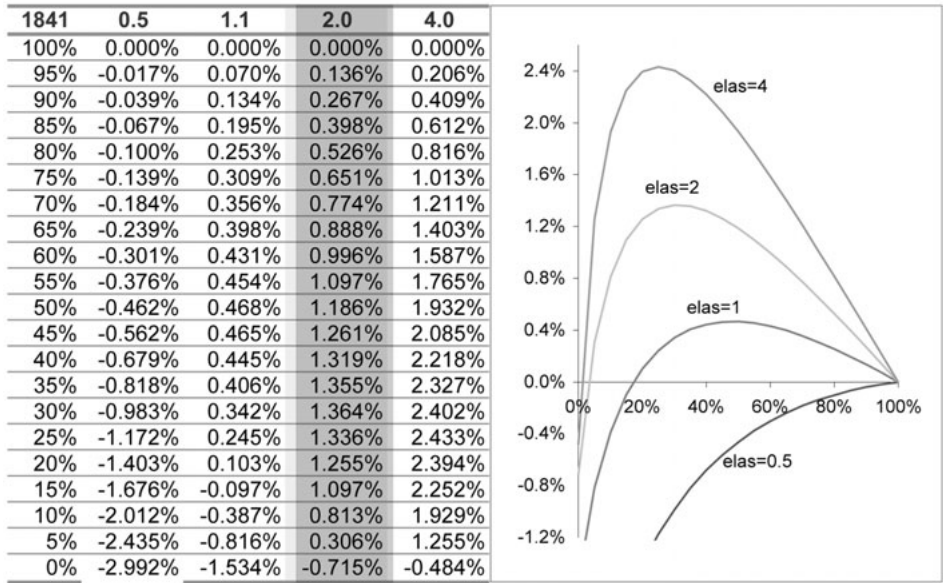 1841 0.5 1.1 2.0 4.0
100% 0.000% 0.000% 0.000% 0.000%
95% -0.017% 0.070% 0.136% 0.206%
90% -0.039% 0.134% 0.267% 0.409%
85% -0.067% 0.195% 0.398% 0.612%
80% -0.100% 0.253% 0.526% 0.816%
75% -0.139% 0.309% 0.651% 1.013%
70% -0.184% 0.356% 0.774% 1.211%
65% -0.239% 0.398% 0.888% 1.403%
60% -0.301% 0.431% 0.996% 1.587%
55% -0.376% 0.454% 1.097% 1.765%
50% -0.462% 0.468% 1.186% 1.932%
45% -0.562% 0.465% 1.261% 2.085%
40% -0.679% 0.445% 1.319% 2.218%
35% -0.818% 0.406% 1.355% 2.327%
30% -0.983% 0.342% 1.364% 2.402%
25% -1.172% 0.245% 1.336% 2.433%
20% -1.403% 0.103% 1.255% 2.394%
15% -1.676% -0.097% 1.097% 2.252%
10% -2.012% -0.387% 0.813% 1.929%
5% -2.435% -0.816% 0.306% 1.255%
0% -2.992% -1.534% -0.715% -0.484%
2.4%
elas=4
2.0%
1.6%
elas=2
1.2%
0.8%
elas=1
0.4%
0.0%
0% 20% 40% 60% 80% 100%
-0.4%
elas=0.5
-0.8%
-1.2%